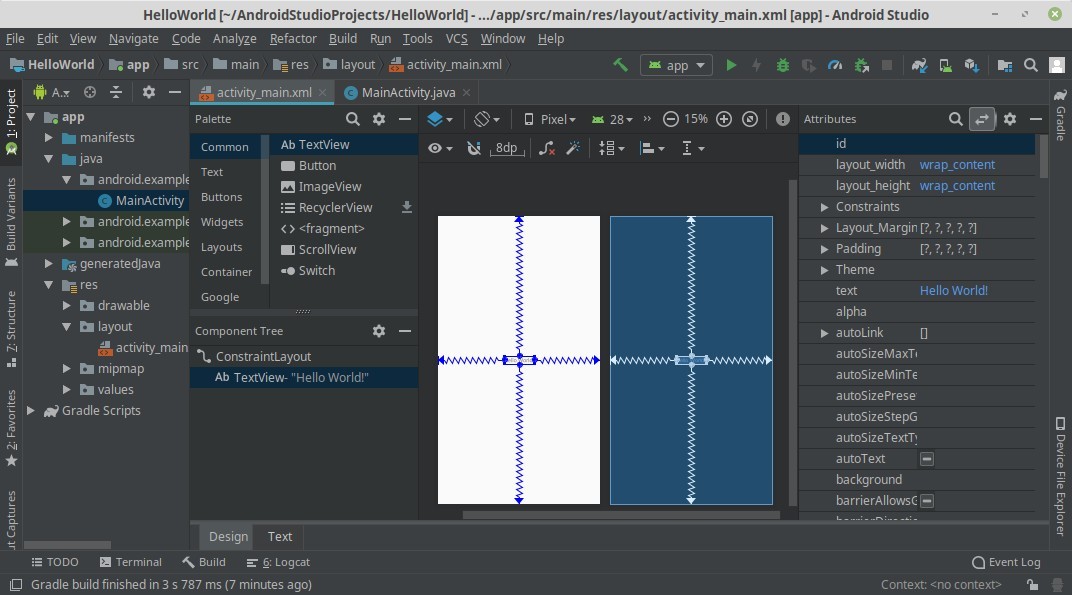 HelloWorld [~/AndroidStudioProjects/HelloWorld] - .../app/src/main/res/layout/activity_main.xml [app] - Android Studio
File Edit View Navigate Code Analyze Refactor Build Run Tools VCS Window Help
HelloWorld app src main res layout activity_main.xml app
A.. activity_main.xml MainActivity.java
1: Project
Build Variants
7: Structure
2: Favorites
ut Captures
app
manifests
java
android.example
MainActivity
android.example
android.example
generatedJava
res
drawable
layout
activity_main
mipmap
values
Gradle Scripts
Palette
Common
Text
Buttons
Widgets
Layouts
Container
Google
Ab TextView
Button
ImageView
RecyclerView
<fragment>
ScrollView
Switch
Component Tree
ConstraintLayout
Ab TextView- "Hello World!"
Pixel 28 15%
8dp
Attributes
id
layout_width wrap_content
layout_height wrap_content
Constraints
Layout_Margin [?, ?, ?, ?, ?]
Padding [?, ?, ?, ?, ?]
Theme
text Hello World!
alpha
autoLink []
autoSizeMaxTe
autoSizeMinTe
autoSizePrese
autoSizeStepG
autoSizeTextTy
autoText
background
barrierAllowsG
barrierDirectio
Gradle
Device File Explorer
Design Text
TODO Terminal Build 6: Logcat Event Log
Gradle build finished in 3 s 787 ms (7 minutes ago) Context: <no context>